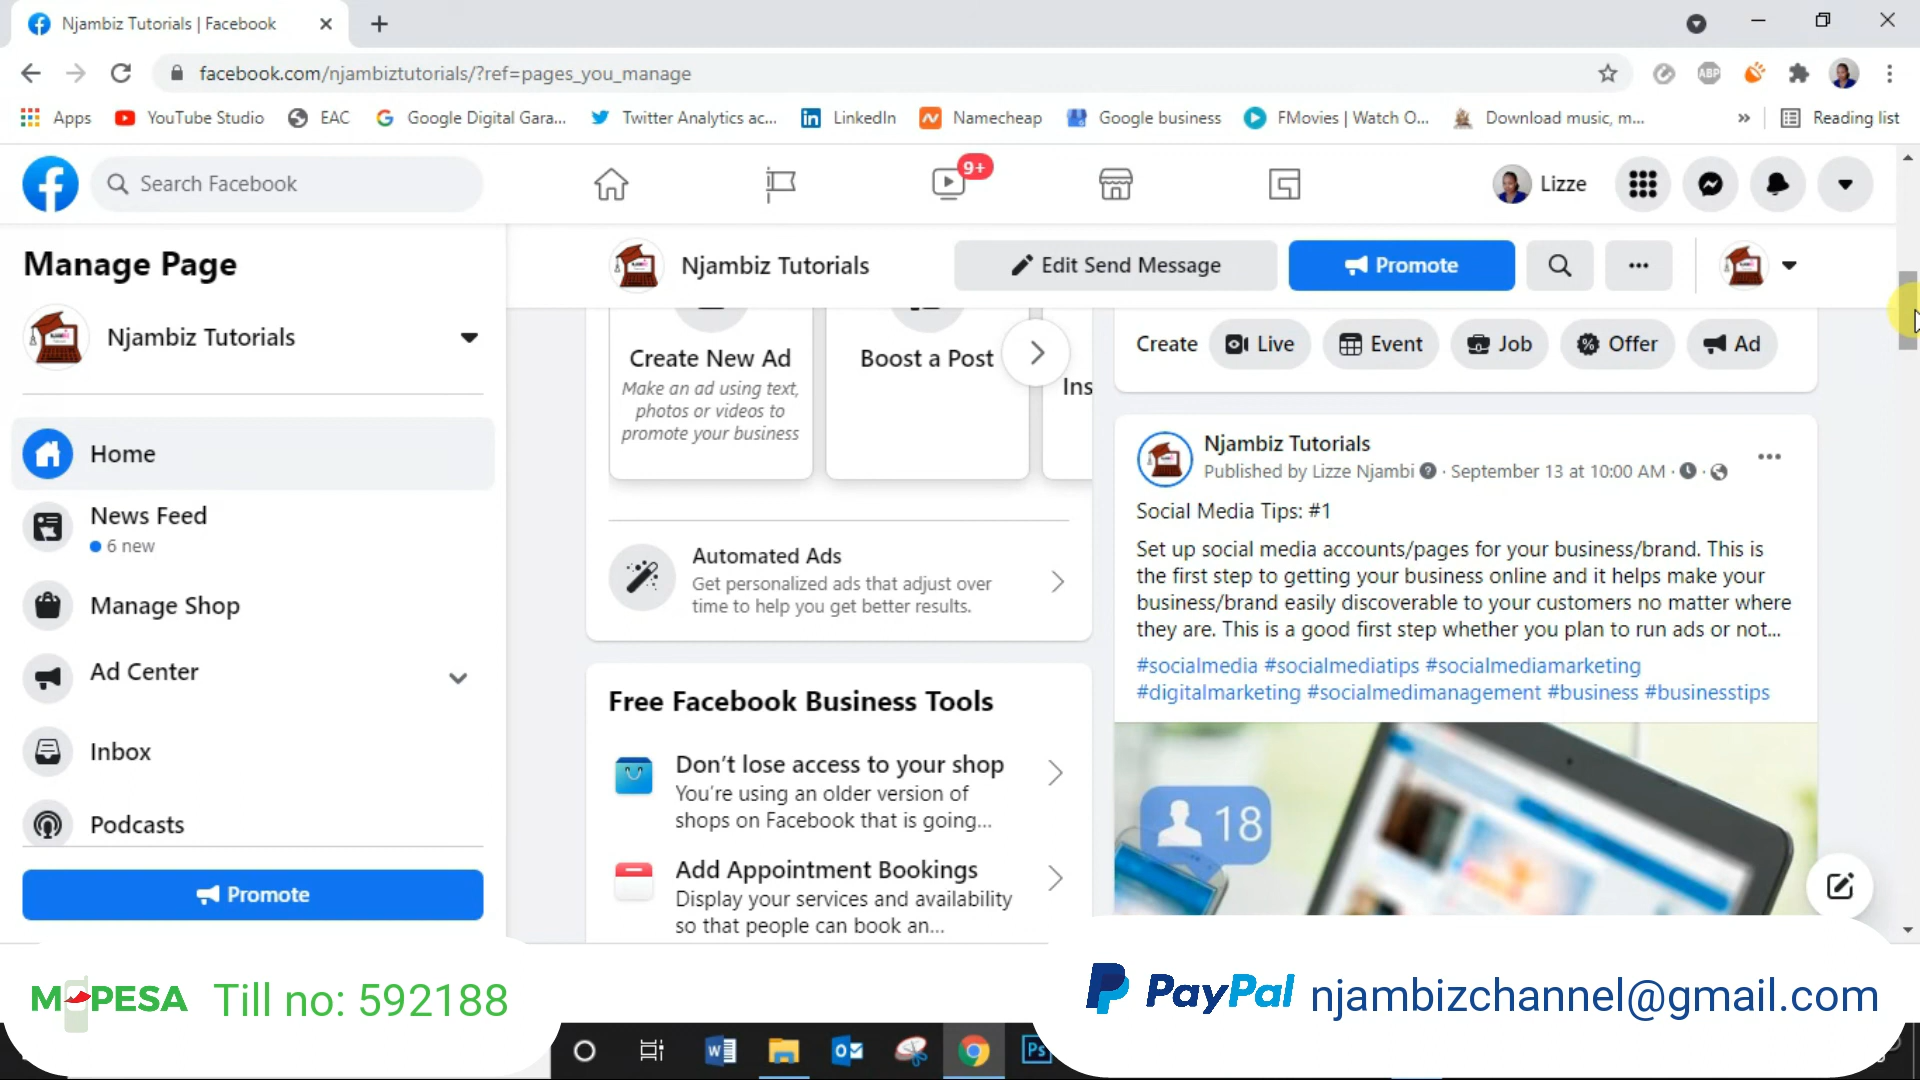 Njambiz Tutorials | Facebook
facebook.com/njambiztutorials/?ref=pages_you_manage
ABP
Apps YouTube Studio EAC Google Digital Gara... Twitter Analytics ac... LinkedIn Namecheap Google business FMovies | Watch O... Download music, m... » Reading list
Search Facebook
9+
Lizze
Manage Page
Njambiz Tutorials
Home
News Feed
6 new
Manage Shop
Ad Center
Inbox
Podcasts
Promote
Njambiz Tutorials
Edit Send Message
Promote
Create New Ad
Make an ad using text,
photos or videos to
promote your business
Boost a Post
Ins
Automated Ads
Get personalized ads that adjust over
time to help you get better results.
Free Facebook Business Tools
Don't lose access to your shop
You're using an older version of
shops on Facebook that is going...
Add Appointment Bookings
Display your services and availability
so that people can book an...
Create Live Event Job Offer Ad
Njambiz Tutorials
Published by Lizze Njambi · September 13 at 10:00 AM ·
Social Media Tips: #1
Set up social media accounts/pages for your business/brand. This is
the first step to getting your business online and it helps make your
business/brand easily discoverable to your customers no matter where
they are. This is a good first step whether you plan to run ads or not...
#socialmedia #socialmediatips #socialmediamarketing
#digitalmarketing #socialmedimanagement #business #businesstips
18
M-PESA Till no: 592188
PayPal njambizchannel@gmail.com
Ps